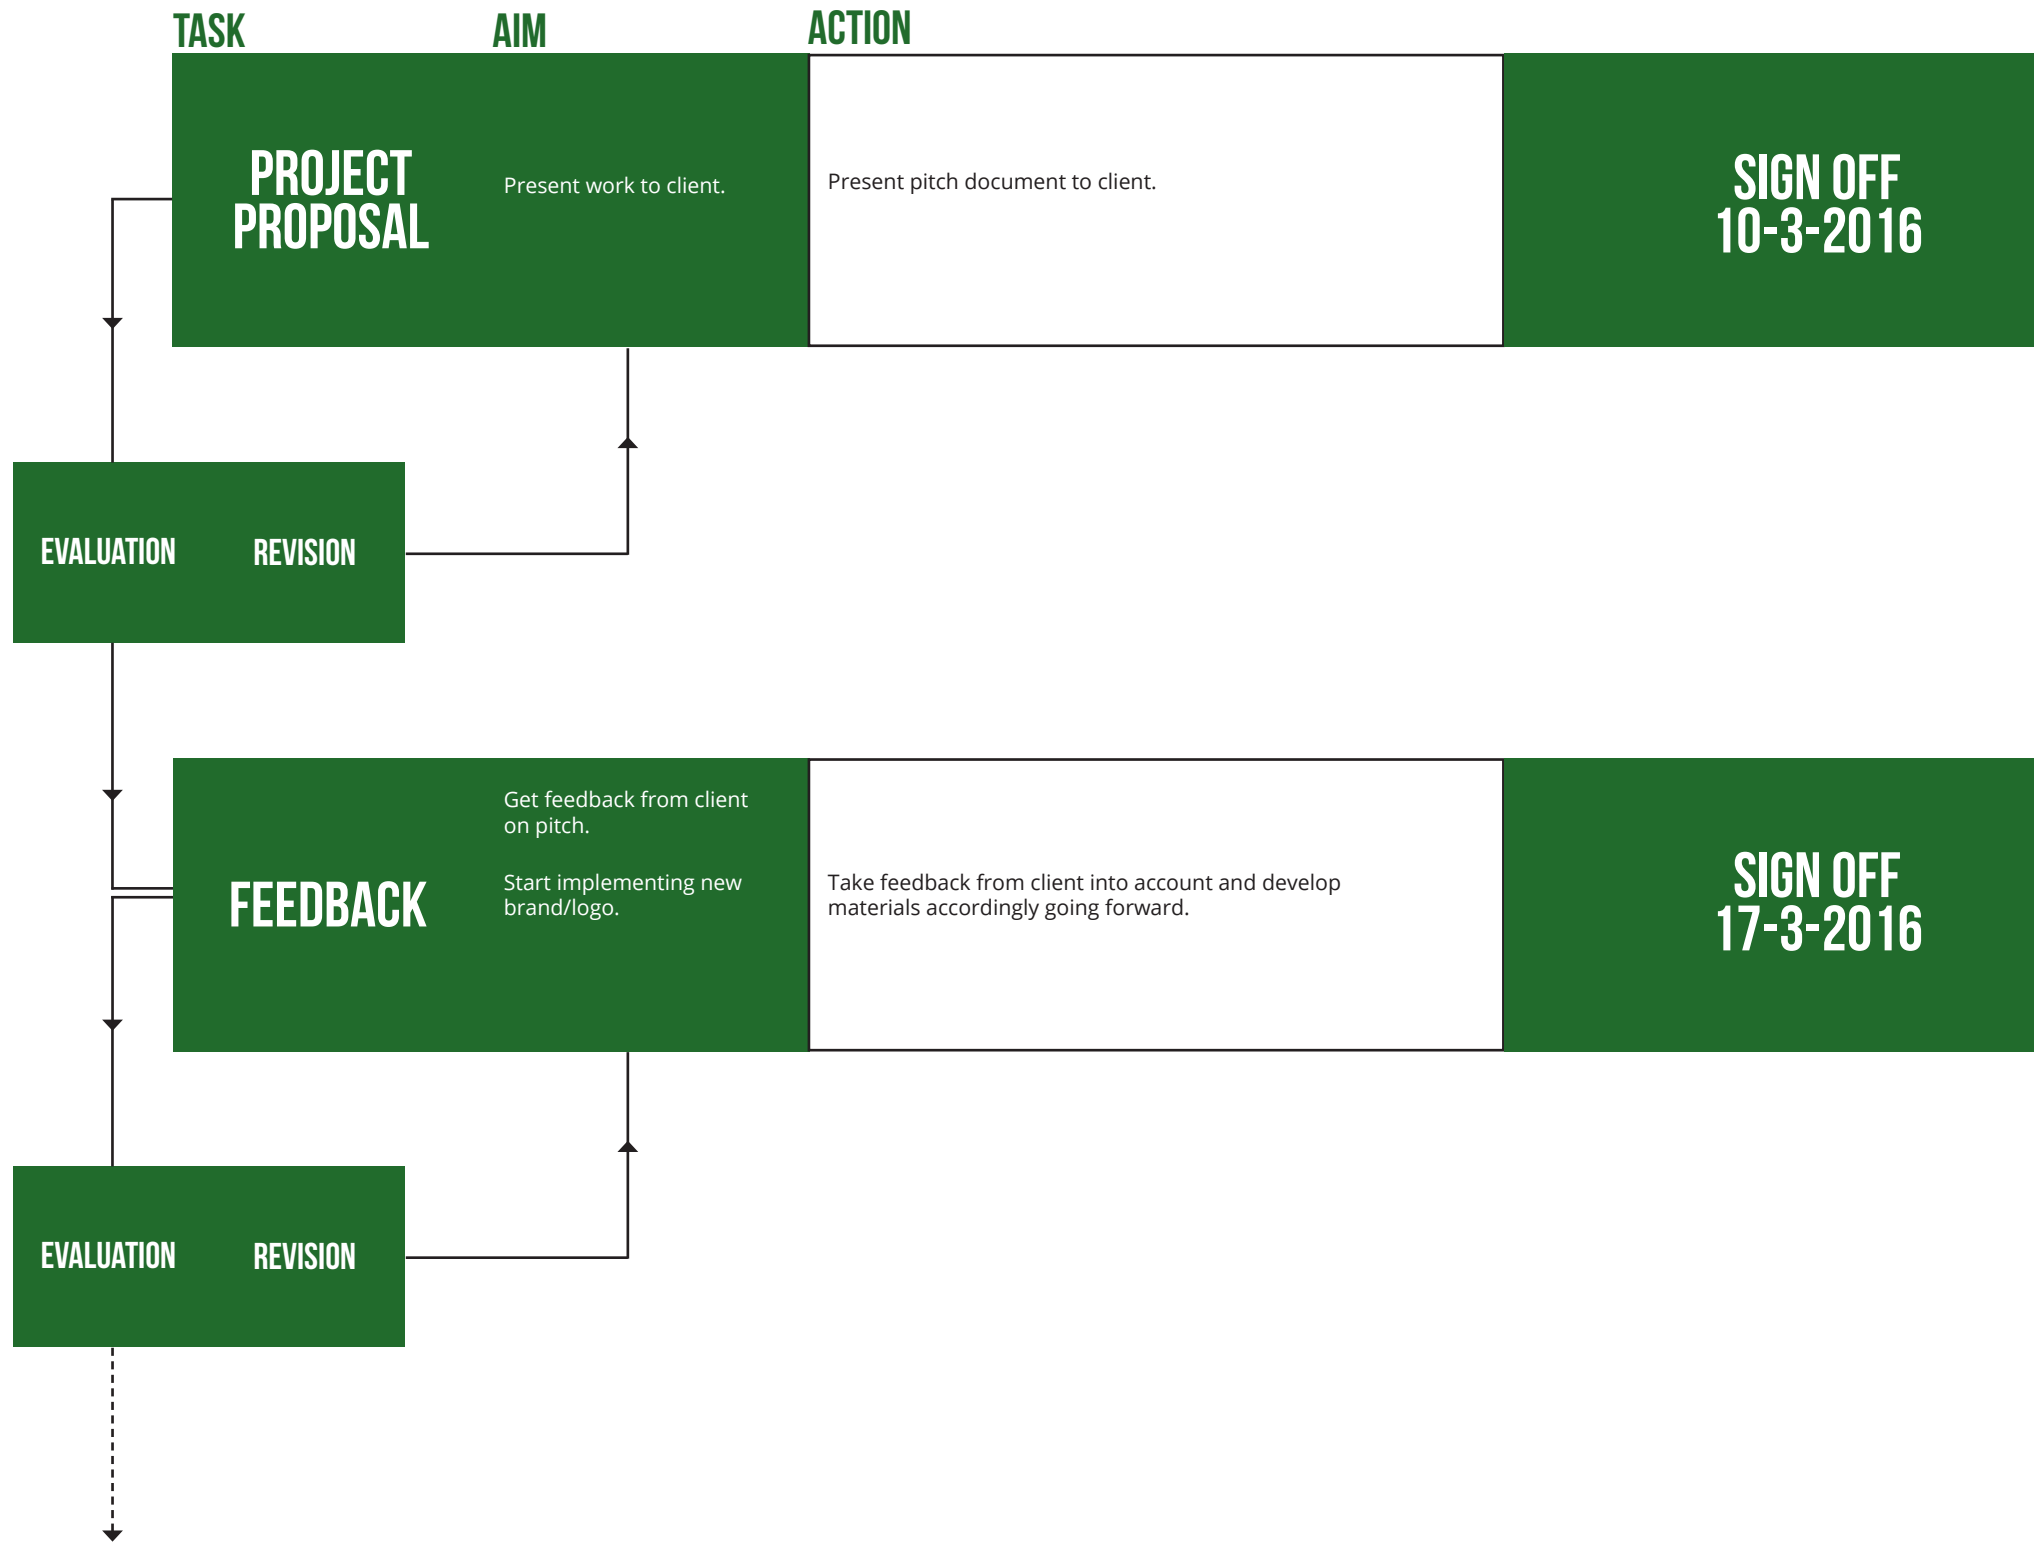 TASK
AIM
ACTION
PROJECT
PROPOSAL
Present work to client.
Present pitch document to client.
SIGN OFF
10-3-2016
EVALUATION
REVISION
FEEDBACK
Get feedback from client
on pitch.
Start implementing new
brand/logo.
Take feedback from client into account and develop
materials accordingly going forward.
SIGN OFF
17-3-2016
EVALUATION
REVISION